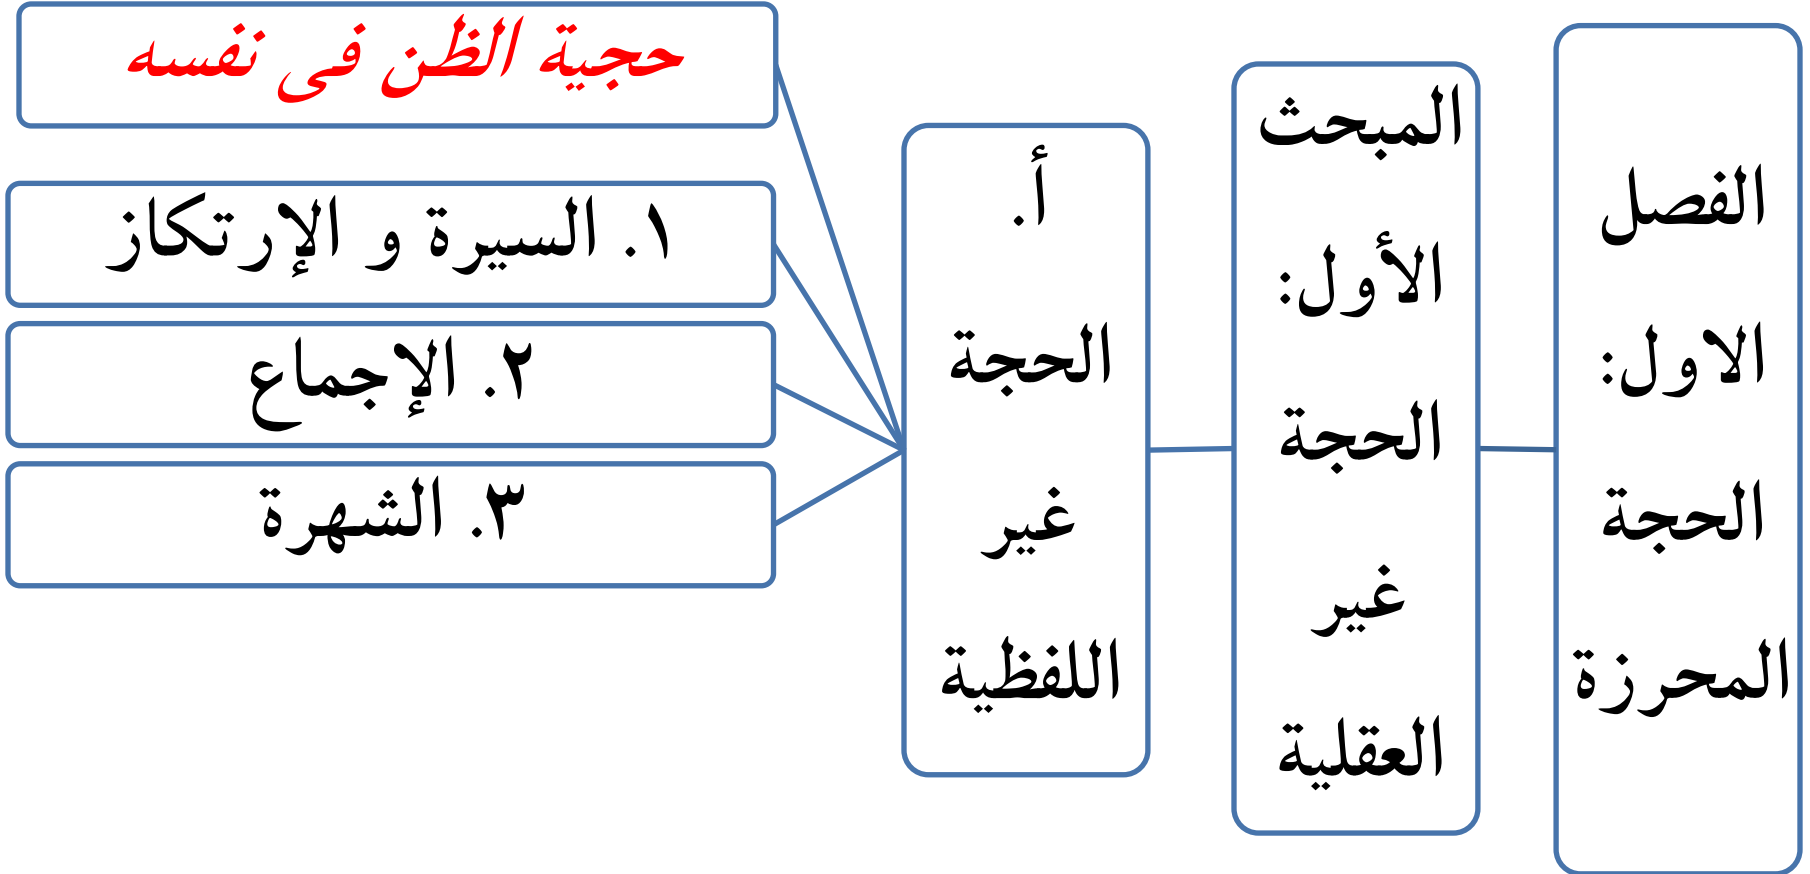 الفصل
الاول:
الحجة
المحرزة
المبحث
الأول:
الحجة
غير
العقلية
أ.
الحجة
غير
اللفظية
حجية الظن فى نفسه
١. السيرة و الإرتكاز
٢. الإجماع
٣. الشهرة